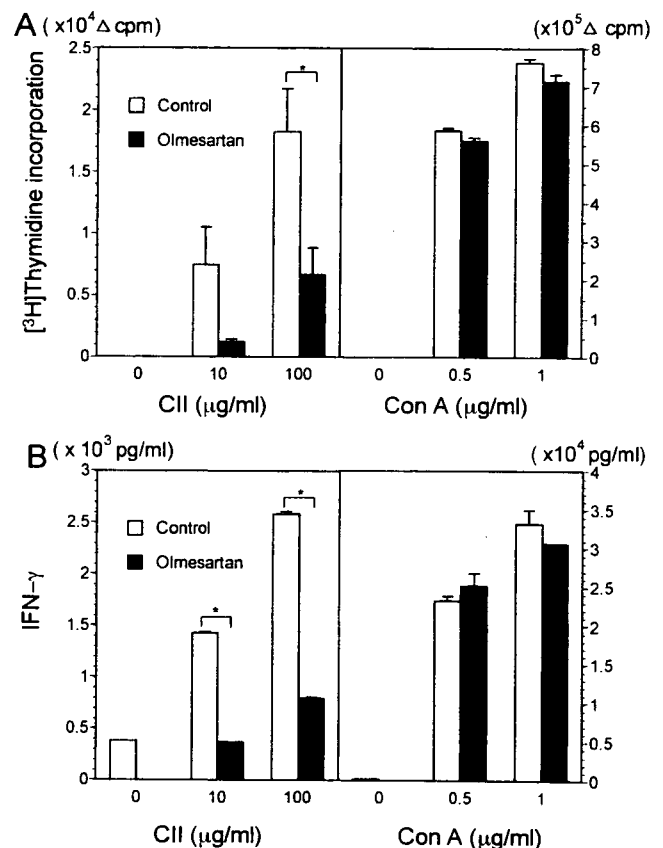 A ( x10⁴ Δ cpm)
(x10⁵ Δ cpm)
[³H]Thymidine incorporation
2.5
2
1.5
1
0.5
0
Control
Olmesartan
*
8
7
6
5
4
3
2
1
0
0 10 100
0 0.5 1
CII (μg/ml)
Con A (μg/ml)
B ( x 10³ pg/ml)
( x 10⁴ pg/ml)
IFN-γ
3
2.5
2
1.5
1
0.5
0
Control
Olmesartan
*
*
4
3.5
3
2.5
2
1.5
1
0.5
0
0 10 100
0 0.5 1
CII (μg/ml)
Con A (μg/ml)